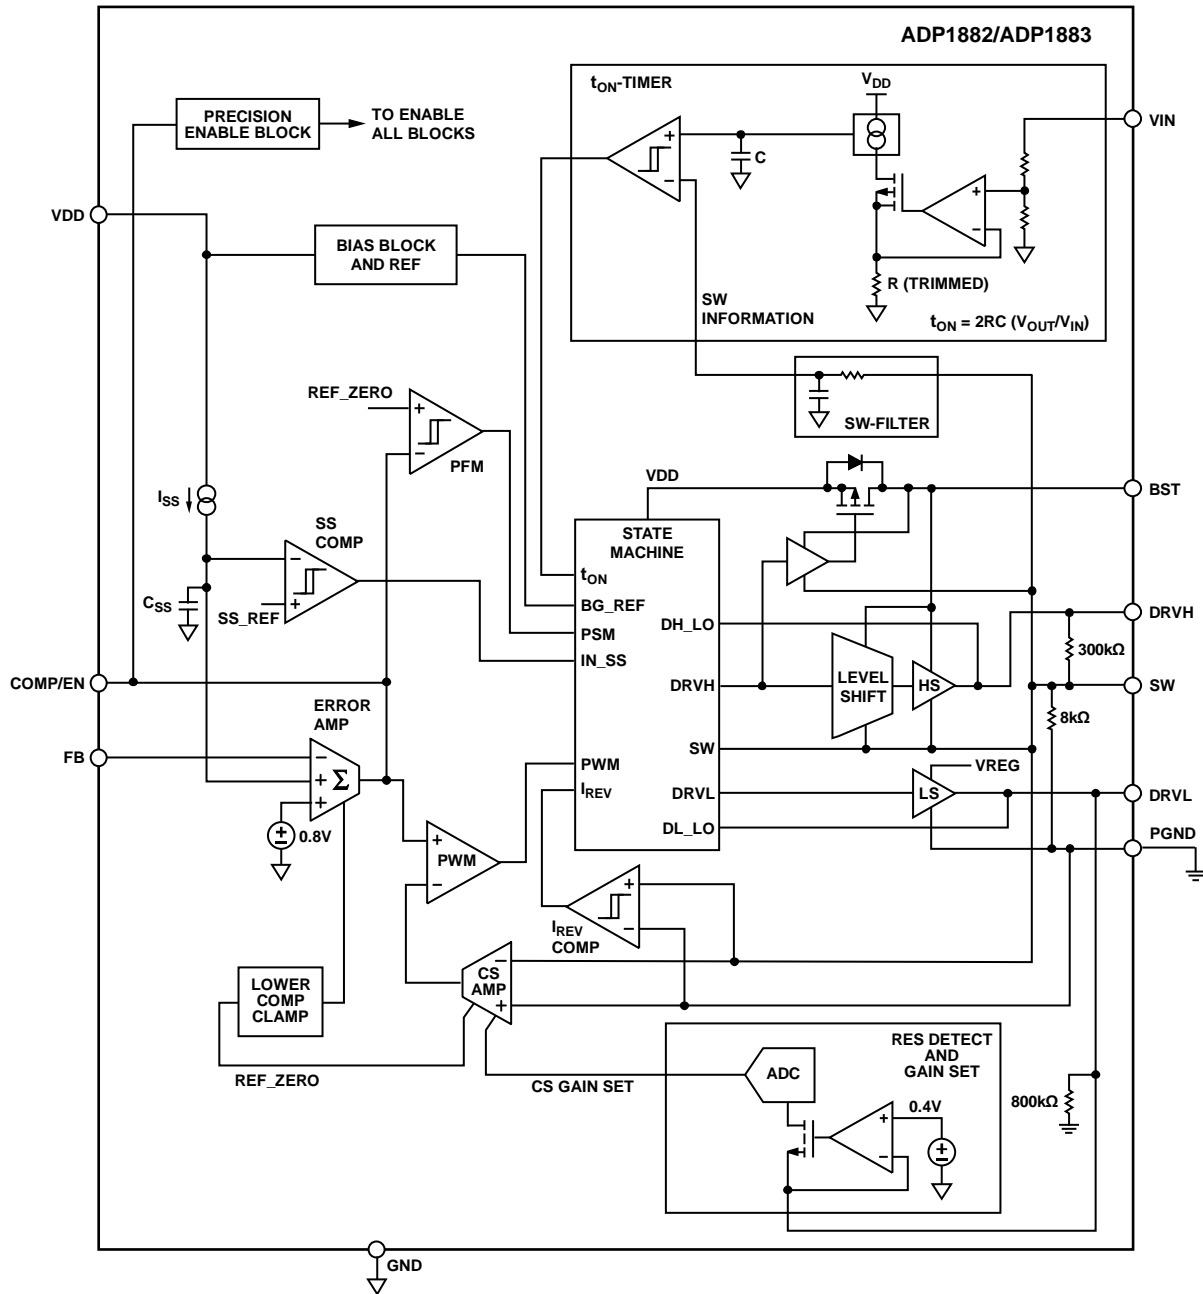 ADP1882/ADP1883
tON-TIMER
VDD
C
R (TRIMMED)
SW
INFORMATION
tON = 2RC (VOUT/VIN)
VIN
PRECISION
ENABLE BLOCK
TO ENABLE
ALL BLOCKS
VDD
BIAS BLOCK
AND REF
SW-FILTER
REF_ZERO
PFM
VDD
BST
ISS
SS
COMP
CSS
SS_REF
STATE
MACHINE
tON
BG_REF
PSM
IN_SS
PWM
IREV
DH_LO
DRVH
SW
DRVL
DL_LO
LEVEL
SHIFT
HS
DRVH
300kΩ
SW
8kΩ
VREG
LS
DRVL
PGND
COMP/EN
ERROR
AMP
FB
Σ
0.8V
PWM
IREV
COMP
CS
AMP
LOWER
COMP
CLAMP
REF_ZERO
CS GAIN SET
RES DETECT
AND
GAIN SET
ADC
0.4V
800kΩ
GND